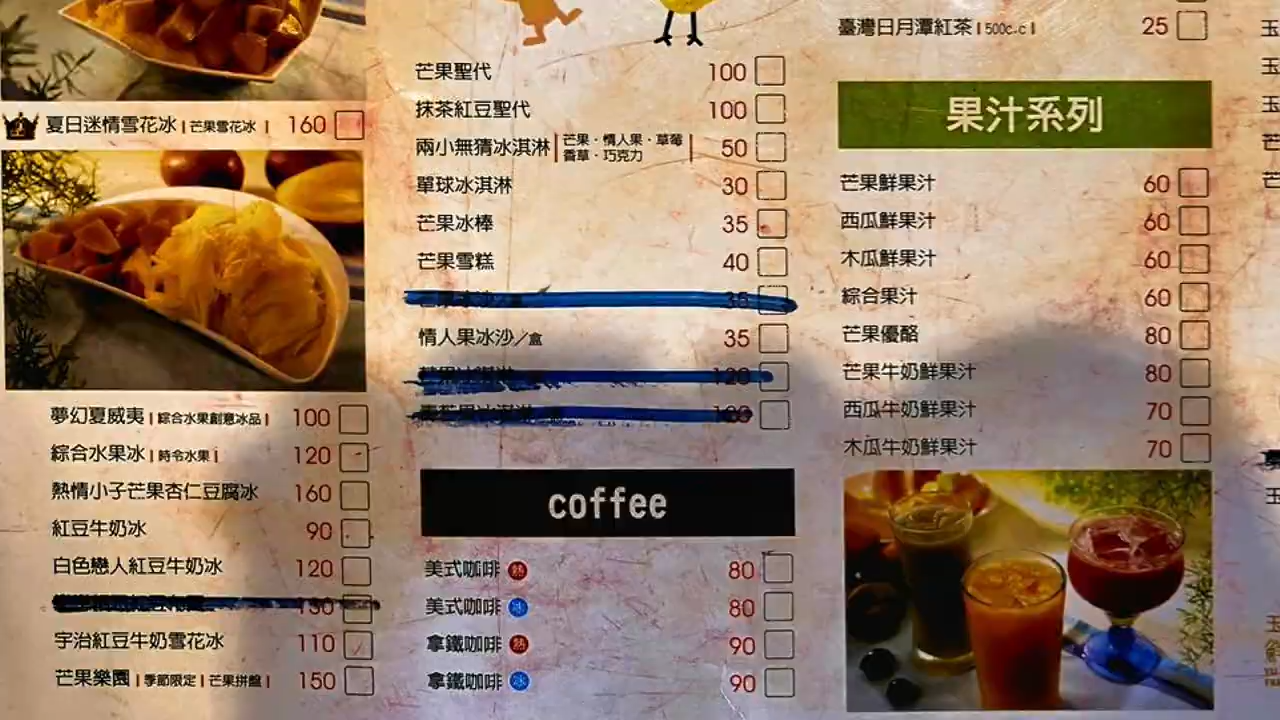 夏日迷情雪花冰 | 芒果雪花冰 | 160
夢幻夏威夷 | 綜合水果創意冰品 | 100
綜合水果冰 | 時令水果 | 120
熱情小子芒果杏仁豆腐冰 160
紅豆牛奶冰 90
白色戀人紅豆牛奶冰 120
130
宇治紅豆牛奶雪花冰 110
芒果樂園 | 季節限定 | 芒果拼盤 | 150
芒果聖代 100
抹茶紅豆聖代 100
兩小無猜冰淇淋 | 芒果·情人果·草莓 | 50
香草·巧克力
單球冰淇淋 30
芒果冰棒 35
芒果雪糕 40
情人果冰沙/盒 35
120
coffee
美式咖啡 熱 80
美式咖啡 冰 80
拿鐵咖啡 熱 90
拿鐵咖啡 冰 90
臺灣日月潭紅茶 | 500c.c | 25
果汁系列
芒果鮮果汁 60
西瓜鮮果汁 60
木瓜鮮果汁 60
綜合果汁 60
芒果優酪 80
芒果牛奶鮮果汁 80
西瓜牛奶鮮果汁 70
木瓜牛奶鮮果汁 70